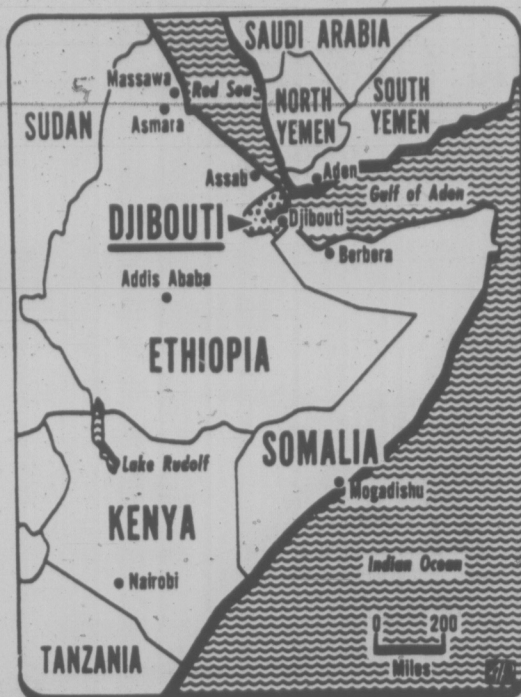 SAUDI ARABIA
Massawa
Red Sea
NORTH
YEMEN
SOUTH
YEMEN
SUDAN
Asmara
Assab
Aden
Gulf of Aden
DJIBOUTI
Djibouti
Berbera
Addis Ababa
ETHIOPIA
SOMALIA
Lake Rudolf
Mogadishu
KENYA
Indian Ocean
Nairobi
0 200
Miles
TANZANIA